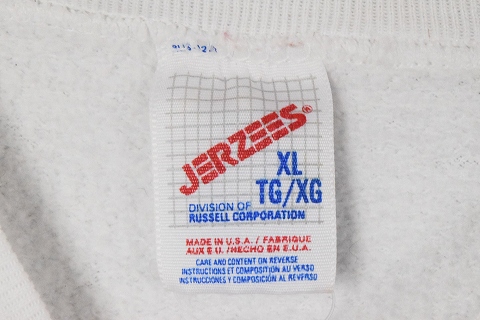 JERZEES®
XL
TG/XG
DIVISION OF
RUSSELL CORPORATION
MADE IN U.S.A. / FABRIQUE
AUX E U. /HECHO EN E.U.A.
CARE AND CONTENT ON REVERSE
INSTRUCTIONS ET COMPOSITION AU VERSO
INSTRUCCIONES Y COMPOSICIÓN AL REVERSO